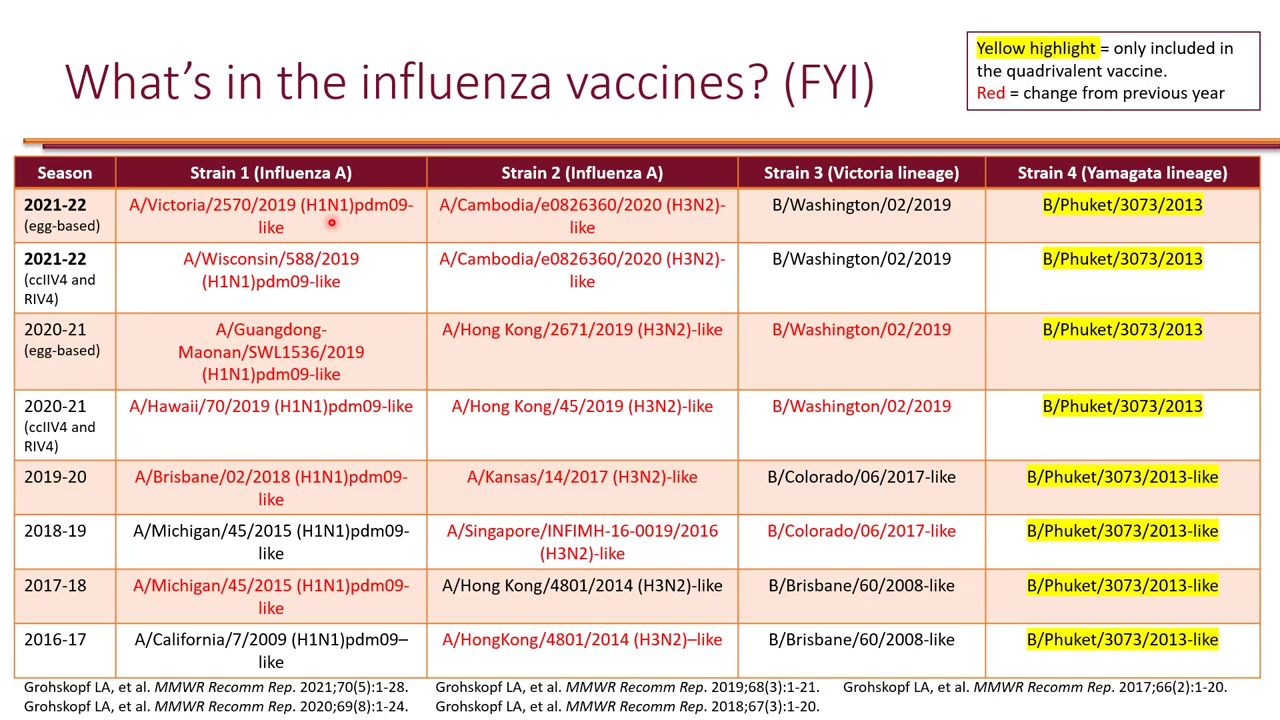 What's in the influenza vaccines? (FYI)
Yellow highlight = only included in
the quadrivalent vaccine.
Red = change from previous year
Season
Strain 1 (Influenza A)
Strain 2 (Influenza A)
Strain 3 (Victoria lineage)
Strain 4 (Yamagata lineage)
2021-22
(egg-based)
A/Victoria/2570/2019 (H1N1)pdm09-
like
A/Cambodia/e0826360/2020 (H3N2)-
like
B/Washington/02/2019
B/Phuket/3073/2013
2021-22
(ccIIV4 and
RIV4)
A/Wisconsin/588/2019
(H1N1)pdm09-like
A/Cambodia/e0826360/2020 (H3N2)-
like
B/Washington/02/2019
B/Phuket/3073/2013
2020-21
(egg-based)
A/Guangdong-
Maonan/SWL1536/2019
(H1N1)pdm09-like
A/Hong Kong/2671/2019 (H3N2)-like
B/Washington/02/2019
B/Phuket/3073/2013
2020-21
(ccIIV4 and
RIV4)
A/Hawaii/70/2019 (H1N1)pdm09-like
A/Hong Kong/45/2019 (H3N2)-like
B/Washington/02/2019
B/Phuket/3073/2013
2019-20
A/Brisbane/02/2018 (H1N1)pdm09-
like
A/Kansas/14/2017 (H3N2)-like
B/Colorado/06/2017-like
B/Phuket/3073/2013-like
2018-19
A/Michigan/45/2015 (H1N1)pdm09-
like
A/Singapore/INFIMH-16-0019/2016
(H3N2)-like
B/Colorado/06/2017-like
B/Phuket/3073/2013-like
2017-18
A/Michigan/45/2015 (H1N1)pdm09-
like
A/Hong Kong/4801/2014 (H3N2)-like
B/Brisbane/60/2008-like
B/Phuket/3073/2013-like
2016-17
A/California/7/2009 (H1N1)pdm09–
like
A/HongKong/4801/2014 (H3N2)–like
B/Brisbane/60/2008-like
B/Phuket/3073/2013-like
Grohskopf LA, et al. MMWR Recomm Rep. 2021;70(5):1-28.
Grohskopf LA, et al. MMWR Recomm Rep. 2020;69(8):1-24.
Grohskopf LA, et al. MMWR Recomm Rep. 2019;68(3):1-21.
Grohskopf LA, et al. MMWR Recomm Rep. 2018;67(3):1-20.
Grohskopf LA, et al. MMWR Recomm Rep. 2017;66(2):1-20.